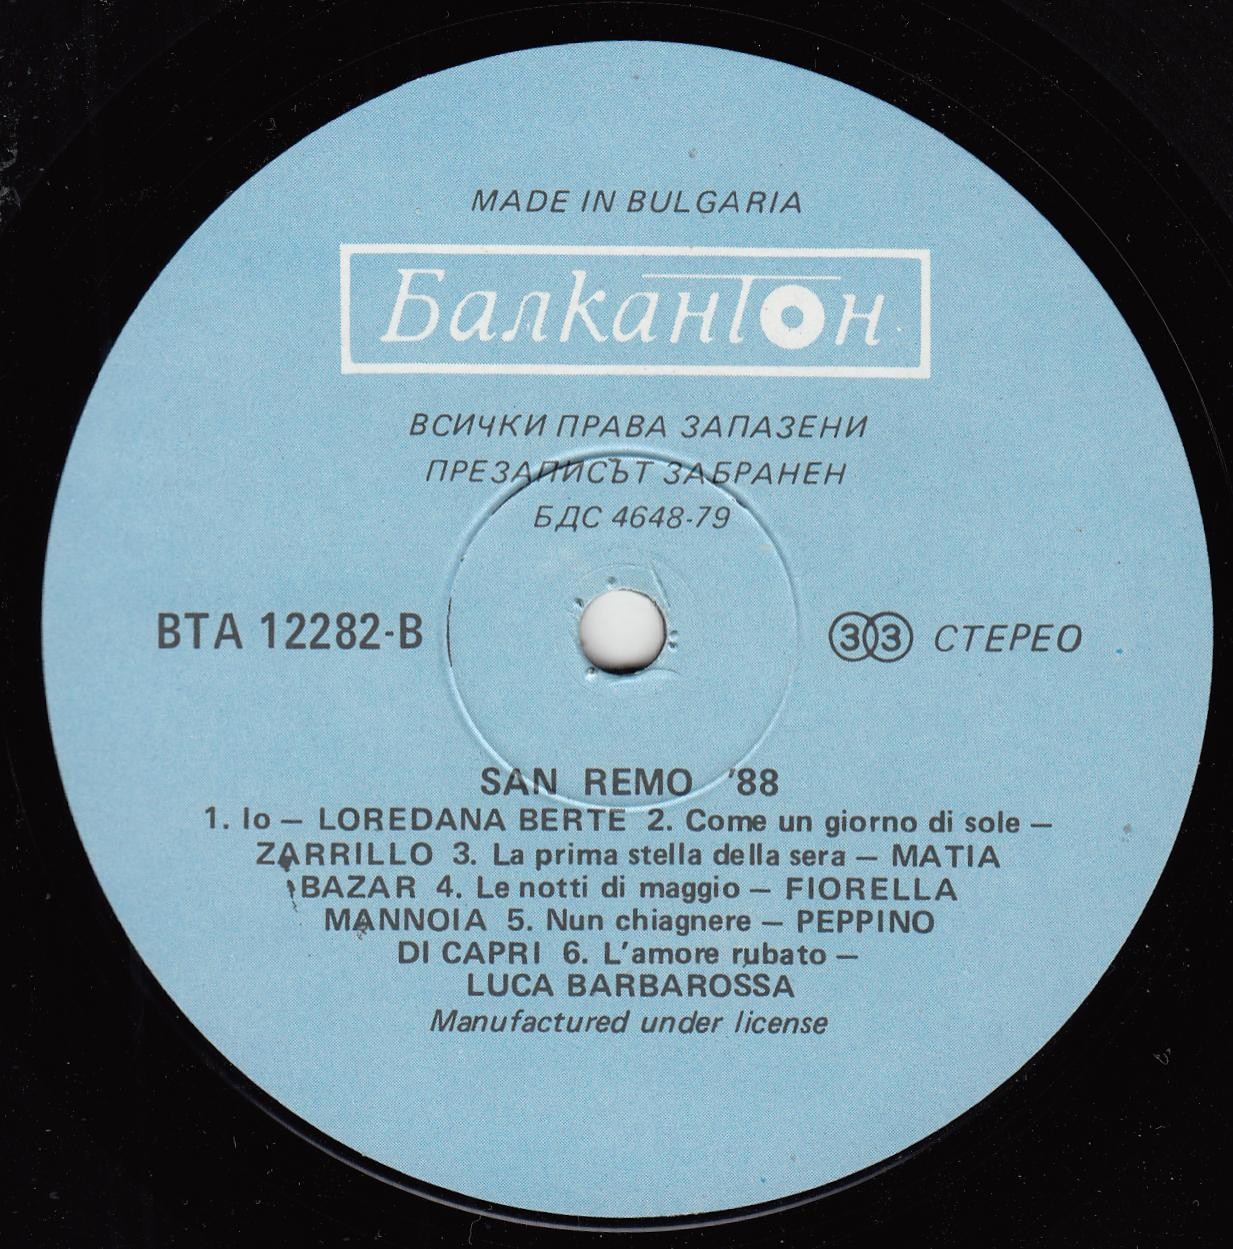 MADE IN BULGARIA
Балкантон
ВСИЧКИ ПРАВА ЗАПАЗЕНИ
ПРЕЗАПИСЪТ ЗАБРАНЕН
БДС 4648-79
ВТА 12282-В
33 СТЕРЕО
SAN REMO '88
1. Io — LOREDANA BERTE 2. Come un giorno di sole —
ZARRILLO 3. La prima stella della sera — MATIA
BAZAR 4. Le notti di maggio — FIORELLA
MANNOIA 5. Nun chiagnere — PEPPINO
DI CAPRI 6. L'amore rubato —
LUCA BARBAROSSA
Manufactured under license